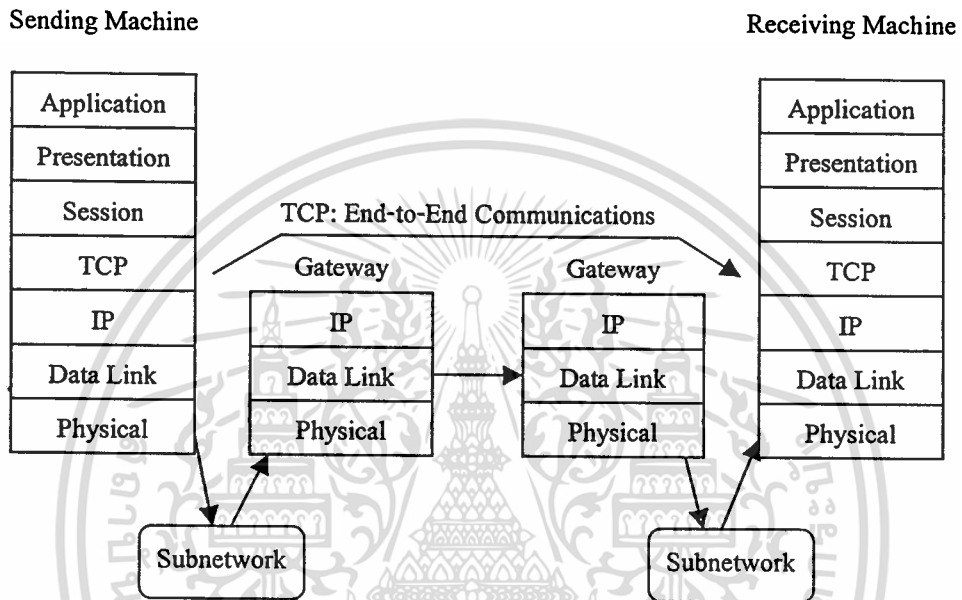 Sending Machine
Receiving Machine
Application
Presentation
Session
TCP
IP
Data Link
Physical
TCP: End-to-End Communications
Gateway
IP
Data Link
Physical
Gateway
IP
Data Link
Physical
Application
Presentation
Session
TCP
IP
Data Link
Physical
Subnetwork
Subnetwork